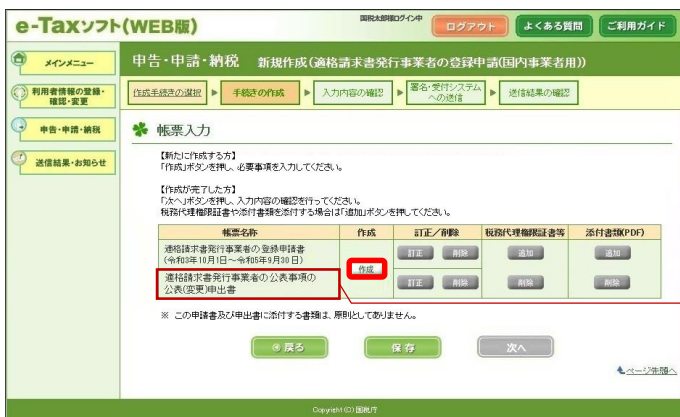 e-Taxソフト(WEB版)
国税太郎様ログイン中
ログアウト
よくある質問
ご利用ガイド
メインメニュー
利用者情報の登録・
確認・変更
申告・申請・納税
送信結果・お知らせ
申告・申請・納税 新規作成(適格請求書発行事業者の登録申請(国内事業者用))
作成手続きの選択
手続きの作成
入力内容の確認
署名・受付システム
への送信
送信結果の確認
帳票入力
【新たに作成する方】
「作成」ボタンを押し、必要事項を入力してください。
【作成が完了した方】
「次へ」ボタンを押し、入力内容の確認を行ってください。
税務代理権限証書や添付書類を添付する場合は「追加」ボタンを押してください。
帳票名称 作成 訂正/削除 税務代理権限証書等 添付書類(PDF)
適格請求書発行事業者の登録申請書
(令和3年10月1日~令和5年9月30日)
作成
訂正 削除 追加 追加
適格請求書発行事業者の公表事項の
公表(変更)申出書
訂正 削除 削除 削除
※ この申請書及び申出書に添付する書類は、原則としてありません。
戻る
保存
次へ
ページ先頭へ
Copyright (C) 国税庁